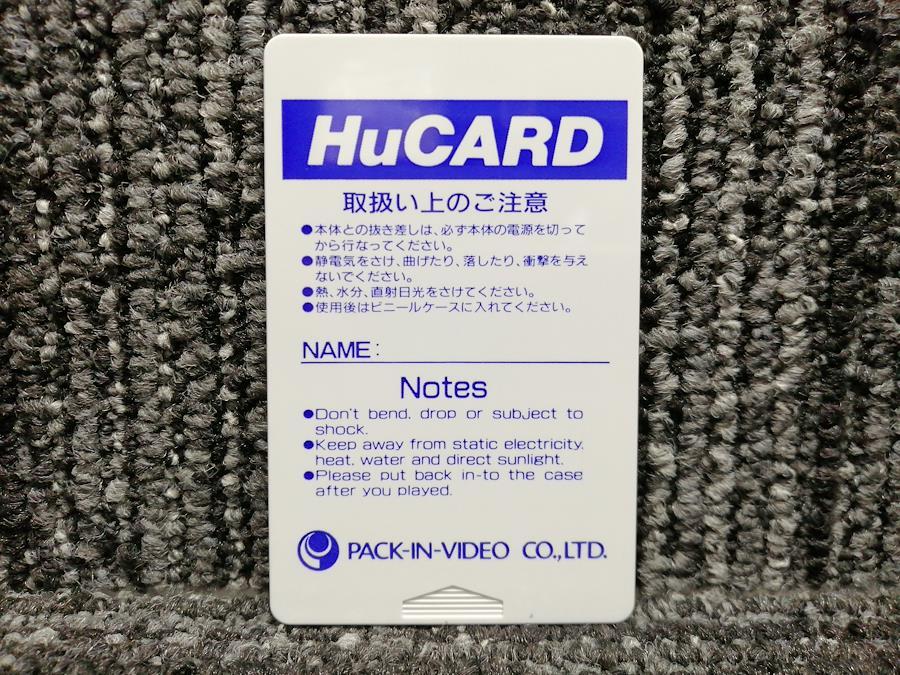 HuCARD
取扱い上のご注意
●本体との抜き差しは、必ず本体の電源を切って
から行なってください。
●静電気をさけ、曲げたり、落したり、衝撃を与え
ないでください。
●熱、水分、直射日光をさけてください。
●使用後はビニールケースに入れてください。
NAME:
Notes
●Don't bend, drop or subject to
shock.
●Keep away from static electricity,
heat, water and direct sunlight.
●Please put back in-to the case
after you played.
PACK-IN-VIDEO CO.,LTD.